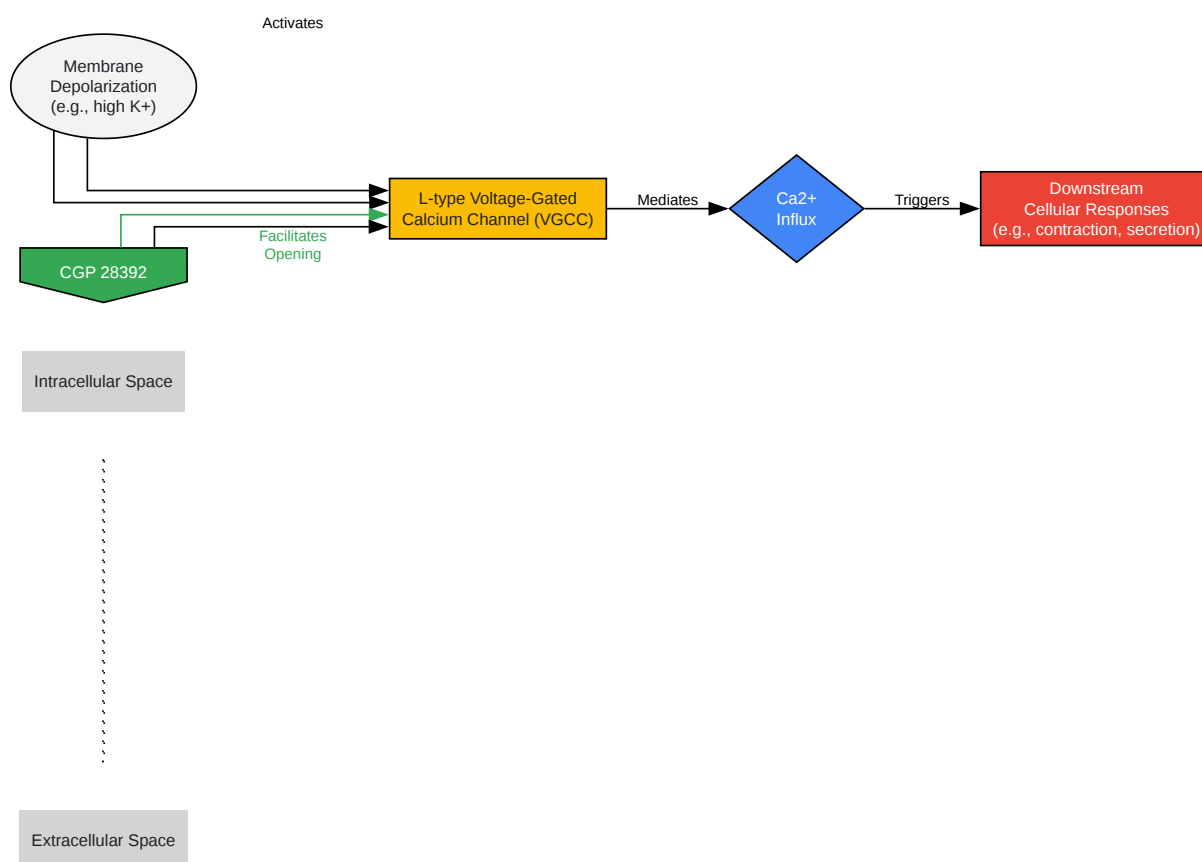 Activates
Membrane
Depolarization
(e.g., high K+)
L-type Voltage-Gated
Calcium Channel (VGCC)
Mediates
Ca2+
Influx
Triggers
Downstream
Cellular Responses
(e.g., contraction, secretion)
Facilitates
Opening
CGP 28392
Intracellular Space
Extracellular Space